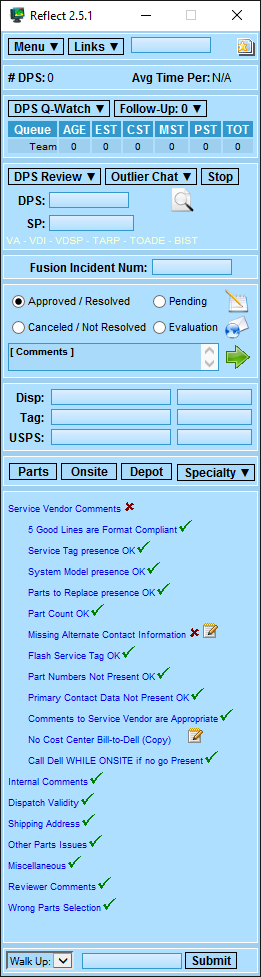 Reflect 2.5.1
Menu ▼ Links ▼
# DPS: 0 Avg Time Per: N/A
DPS Q-Watch ▼ Follow-Up: 0 ▼
Queue AGE EST CST MST PST TOT
Team 0 0 0 0 0 0
DPS Review ▼ Outlier Chat ▼ Stop
DPS:
SP:
VA - VDI - VDSP - TARP - TOADE - BIST
Fusion Incident Num:
Approved / Resolved Pending
Canceled / Not Resolved Evaluation
[ Comments ]
Disp:
Tag:
USPS:
Parts Onsite Depot Specialty ▼
Service Vendor Comments
5 Good Lines are Format Compliant
Service Tag presence OK
System Model presence OK
Parts to Replace presence OK
Part Count OK
Missing Alternate Contact Information
Flash Service Tag OK
Part Numbers Not Present OK
Primary Contact Data Not Present OK
Comments to Service Vendor are Appropriate
No Cost Center Bill-to-Dell (Copy)
Call Dell WHILE ONSITE if no go Present
Internal Comments
Dispatch Validity
Shipping Address
Other Parts Issues
Miscellaneous
Reviewer Comments
Wrong Parts Selection
Walk Up: Submit